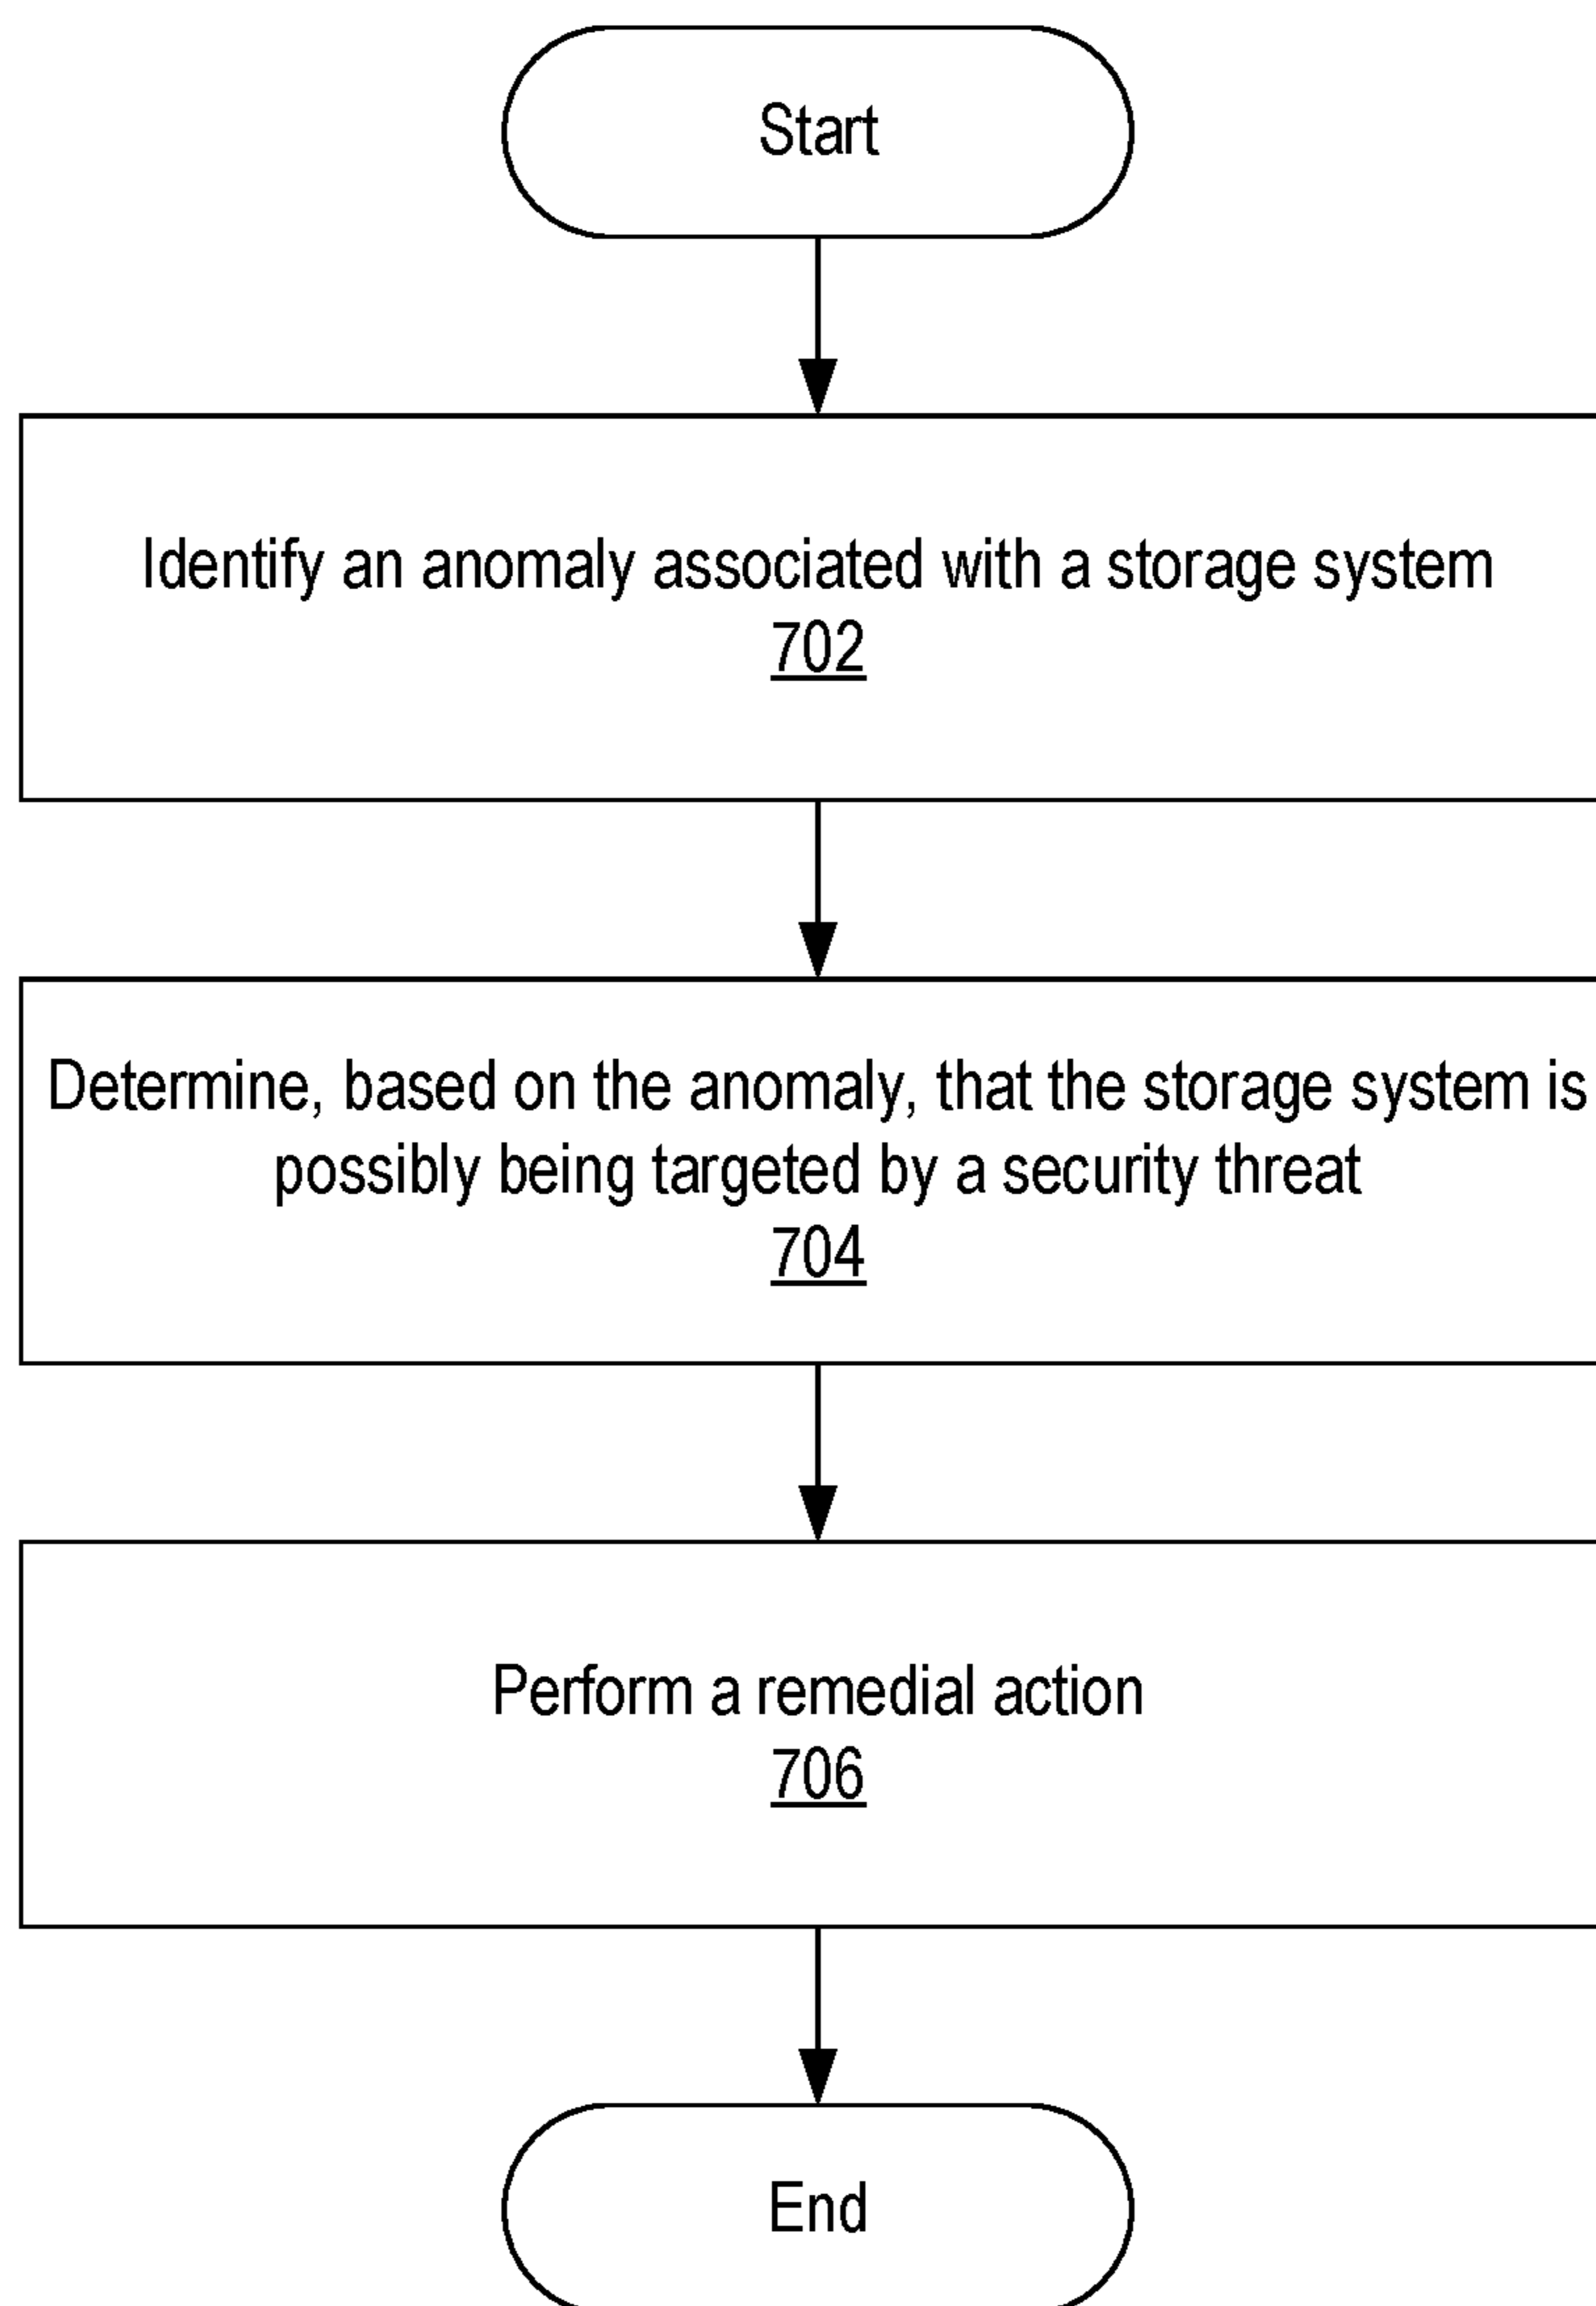 Start
Identify an anomaly associated with a storage system
702
Determine, based on the anomaly, that the storage system is
possibly being targeted by a security threat
704
Perform a remedial action
706
End